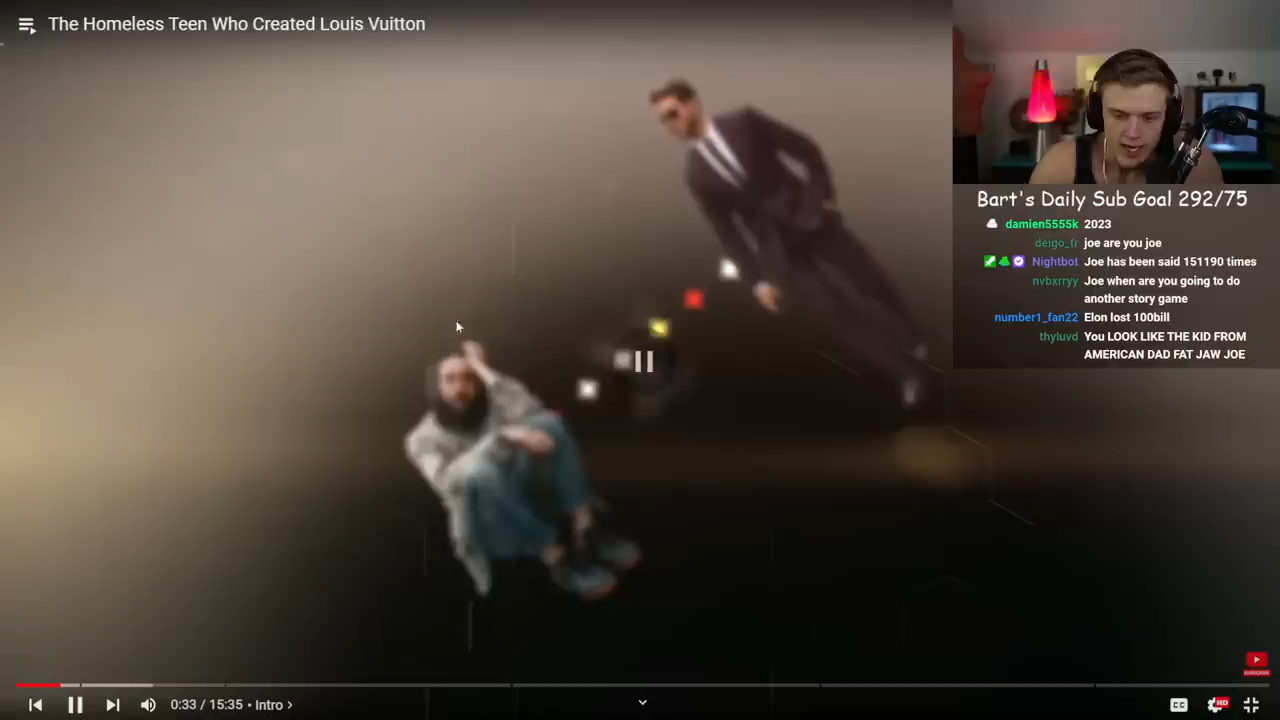 The Homeless Teen Who Created Louis Vuitton
Bart's Daily Sub Goal 292/75
damien5555k 2023
deigo_fr joe are you joe
Nightbot Joe has been said 151190 times
nvbxrryy Joe when are you going to do
another story game
number1_fan22 Elon lost 100bill
thyluvd You LOOK LIKE THE KID FROM
AMERICAN DAD FAT JAW JOE
SUBSCRIBE
0:33 / 15:35 • Intro ›
CC
HD